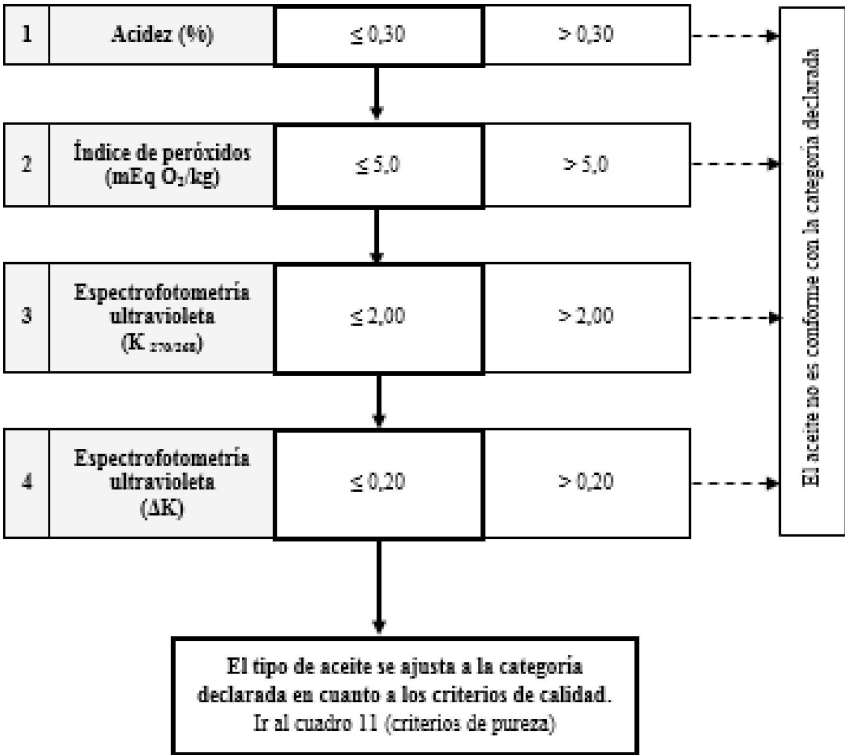 1 Acidez (%) ≤ 0,30 > 0,30
2 Índice de peróxidos
(mEq O₂/kg) ≤ 5,0 > 5,0
3 Espectrofotometría
ultravioleta
(K 270/268) ≤ 2,00 > 2,00
4 Espectrofotometría
ultravioleta
(ΔK) ≤ 0,20 > 0,20
El aceite no es conforme con la categoría declarada
El tipo de aceite se ajusta a la categoría
declarada en cuanto a los criterios de calidad.
Ir al cuadro 11 (criterios de pureza)